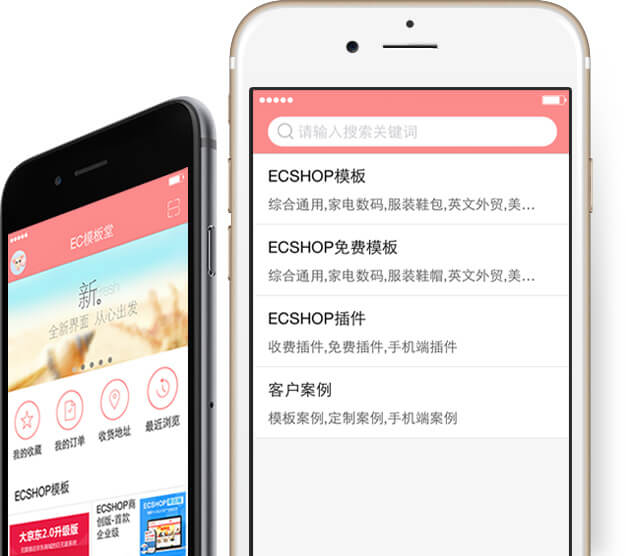 EC模板堂
新。
fresh
全新界面 从心出发
我的收藏
我的订单
收货地址
最近浏览
ECSHOP模板
大京东2.0升级版
ECSHOP商
创版-首款
企业级
请输入搜索关键词
ECSHOP模板
综合通用,家电数码,服装鞋包,英文外贸,美...
ECSHOP免费模板
综合通用,家电数码,服装鞋帽,英文外贸,美...
ECSHOP插件
收费插件,免费插件,手机端插件
客户案例
模板案例,定制案例,手机端案例